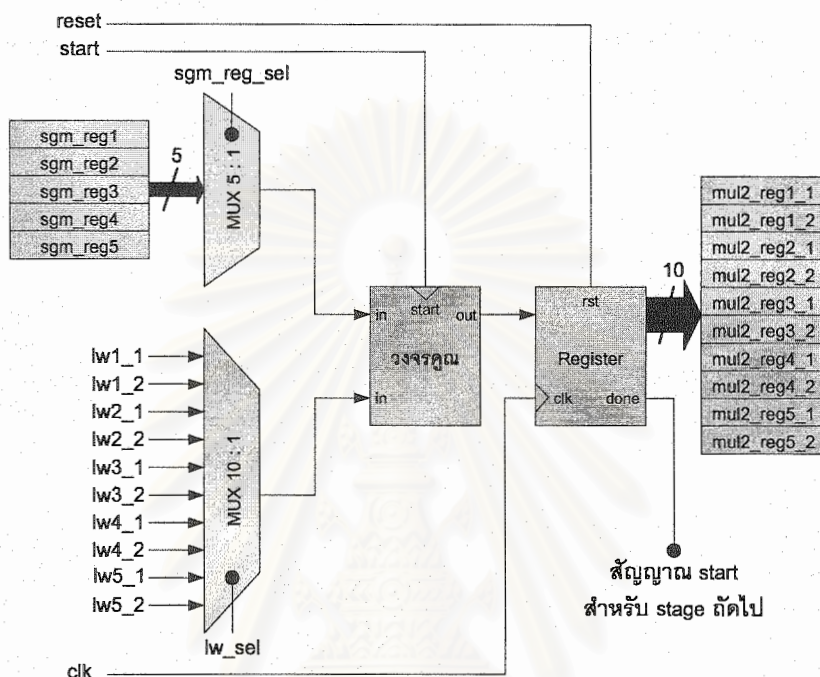 reset
start
sgm_reg_sel
sgm_reg1
sgm_reg2
sgm_reg3
sgm_reg4
sgm_reg5
5
MUX 5 : 1
lw1_1
lw1_2
lw2_1
lw2_2
lw3_1
lw3_2
lw4_1
lw4_2
lw5_1
lw5_2
MUX 10 : 1
lw_sel
clk
start
in
out
วงจรคูณ
in
rst
Register
clk
done
10
mul2_reg1_1
mul2_reg1_2
mul2_reg2_1
mul2_reg2_2
mul2_reg3_1
mul2_reg3_2
mul2_reg4_1
mul2_reg4_2
mul2_reg5_1
mul2_reg5_2
สัญญาณ start
สำหรับ stage ถัดไป